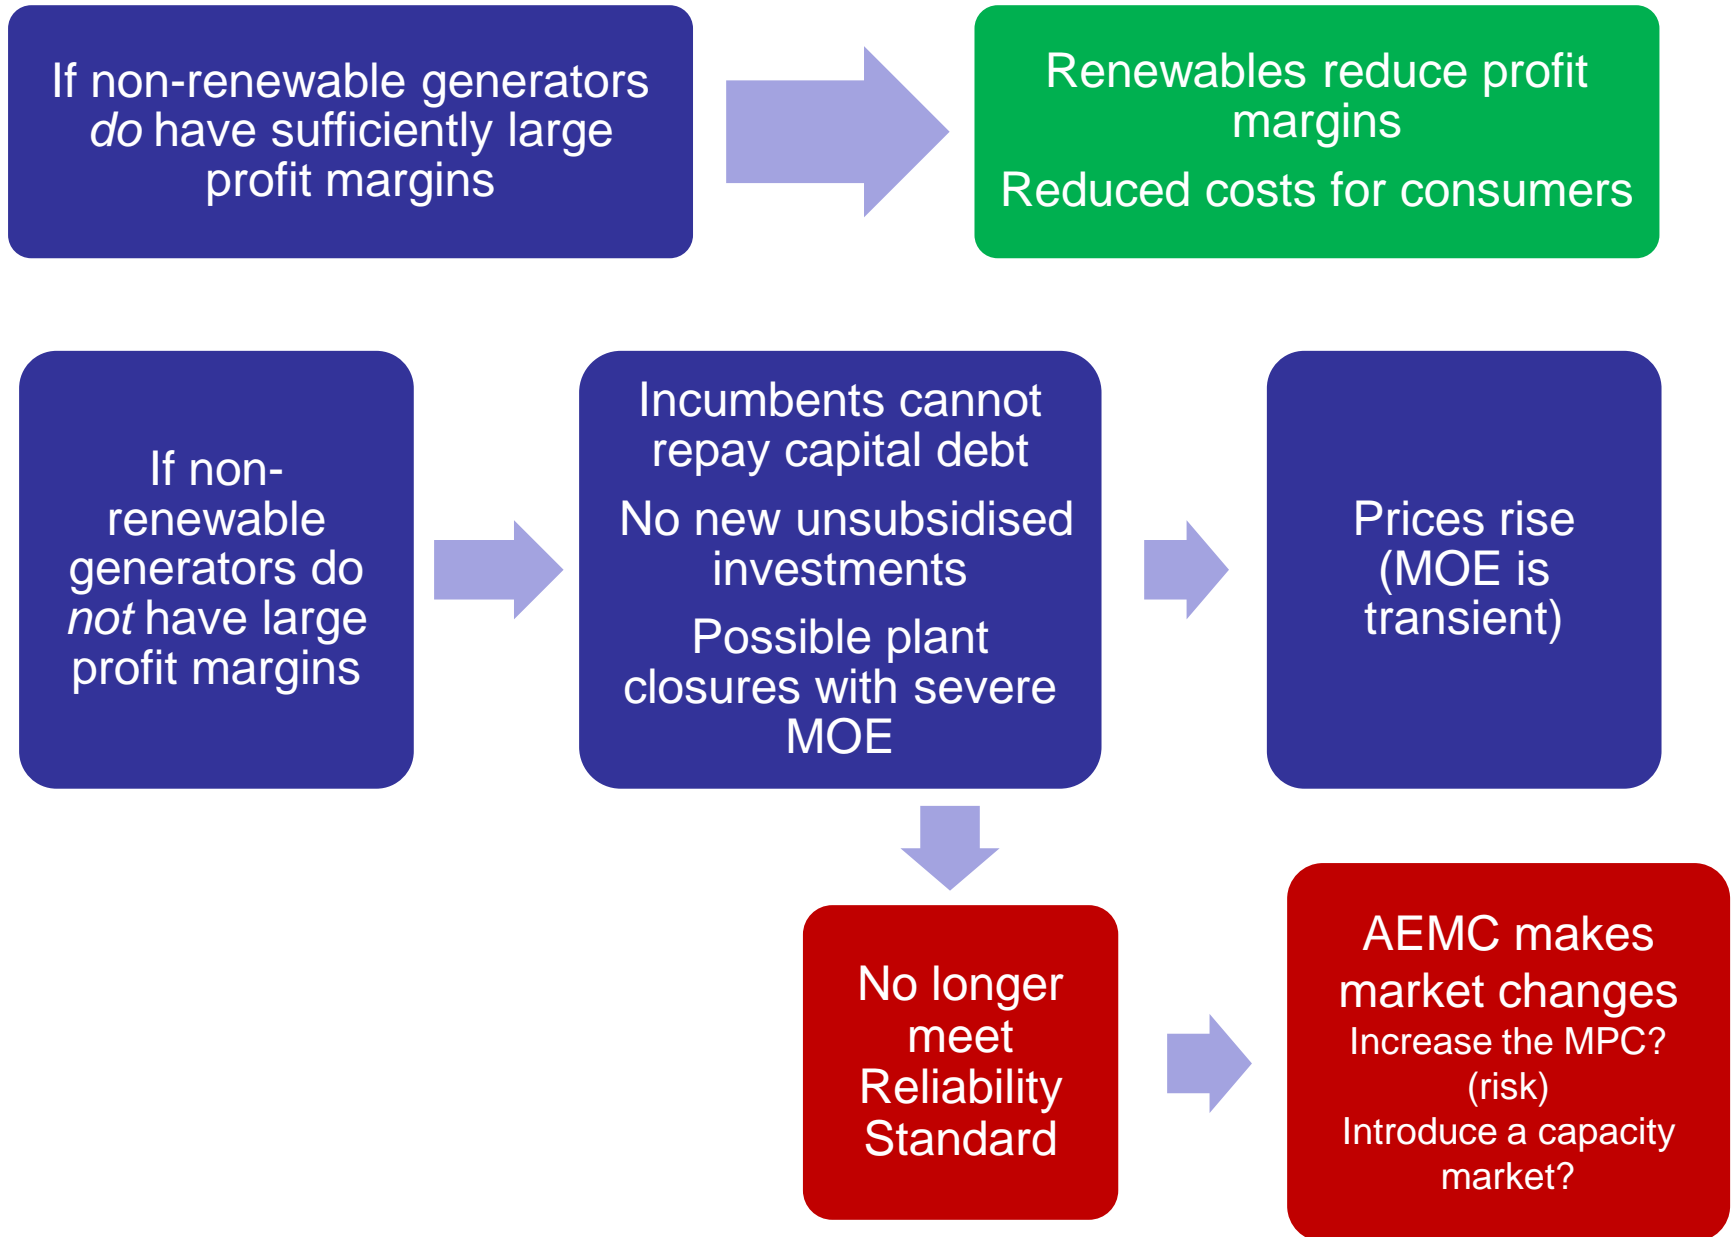 If non-renewable generators
do have sufficiently large
profit margins
Renewables reduce profit
margins
Reduced costs for consumers
If non-
renewable
generators do
not have large
profit margins
Incumbents cannot
repay capital debt
No new unsubsidised
investments
Possible plant
closures with severe
MOE
Prices rise
(MOE is
transient)
No longer
meet
Reliability
Standard
AEMC makes
market changes
Increase the MPC?
(risk)
Introduce a capacity
market?